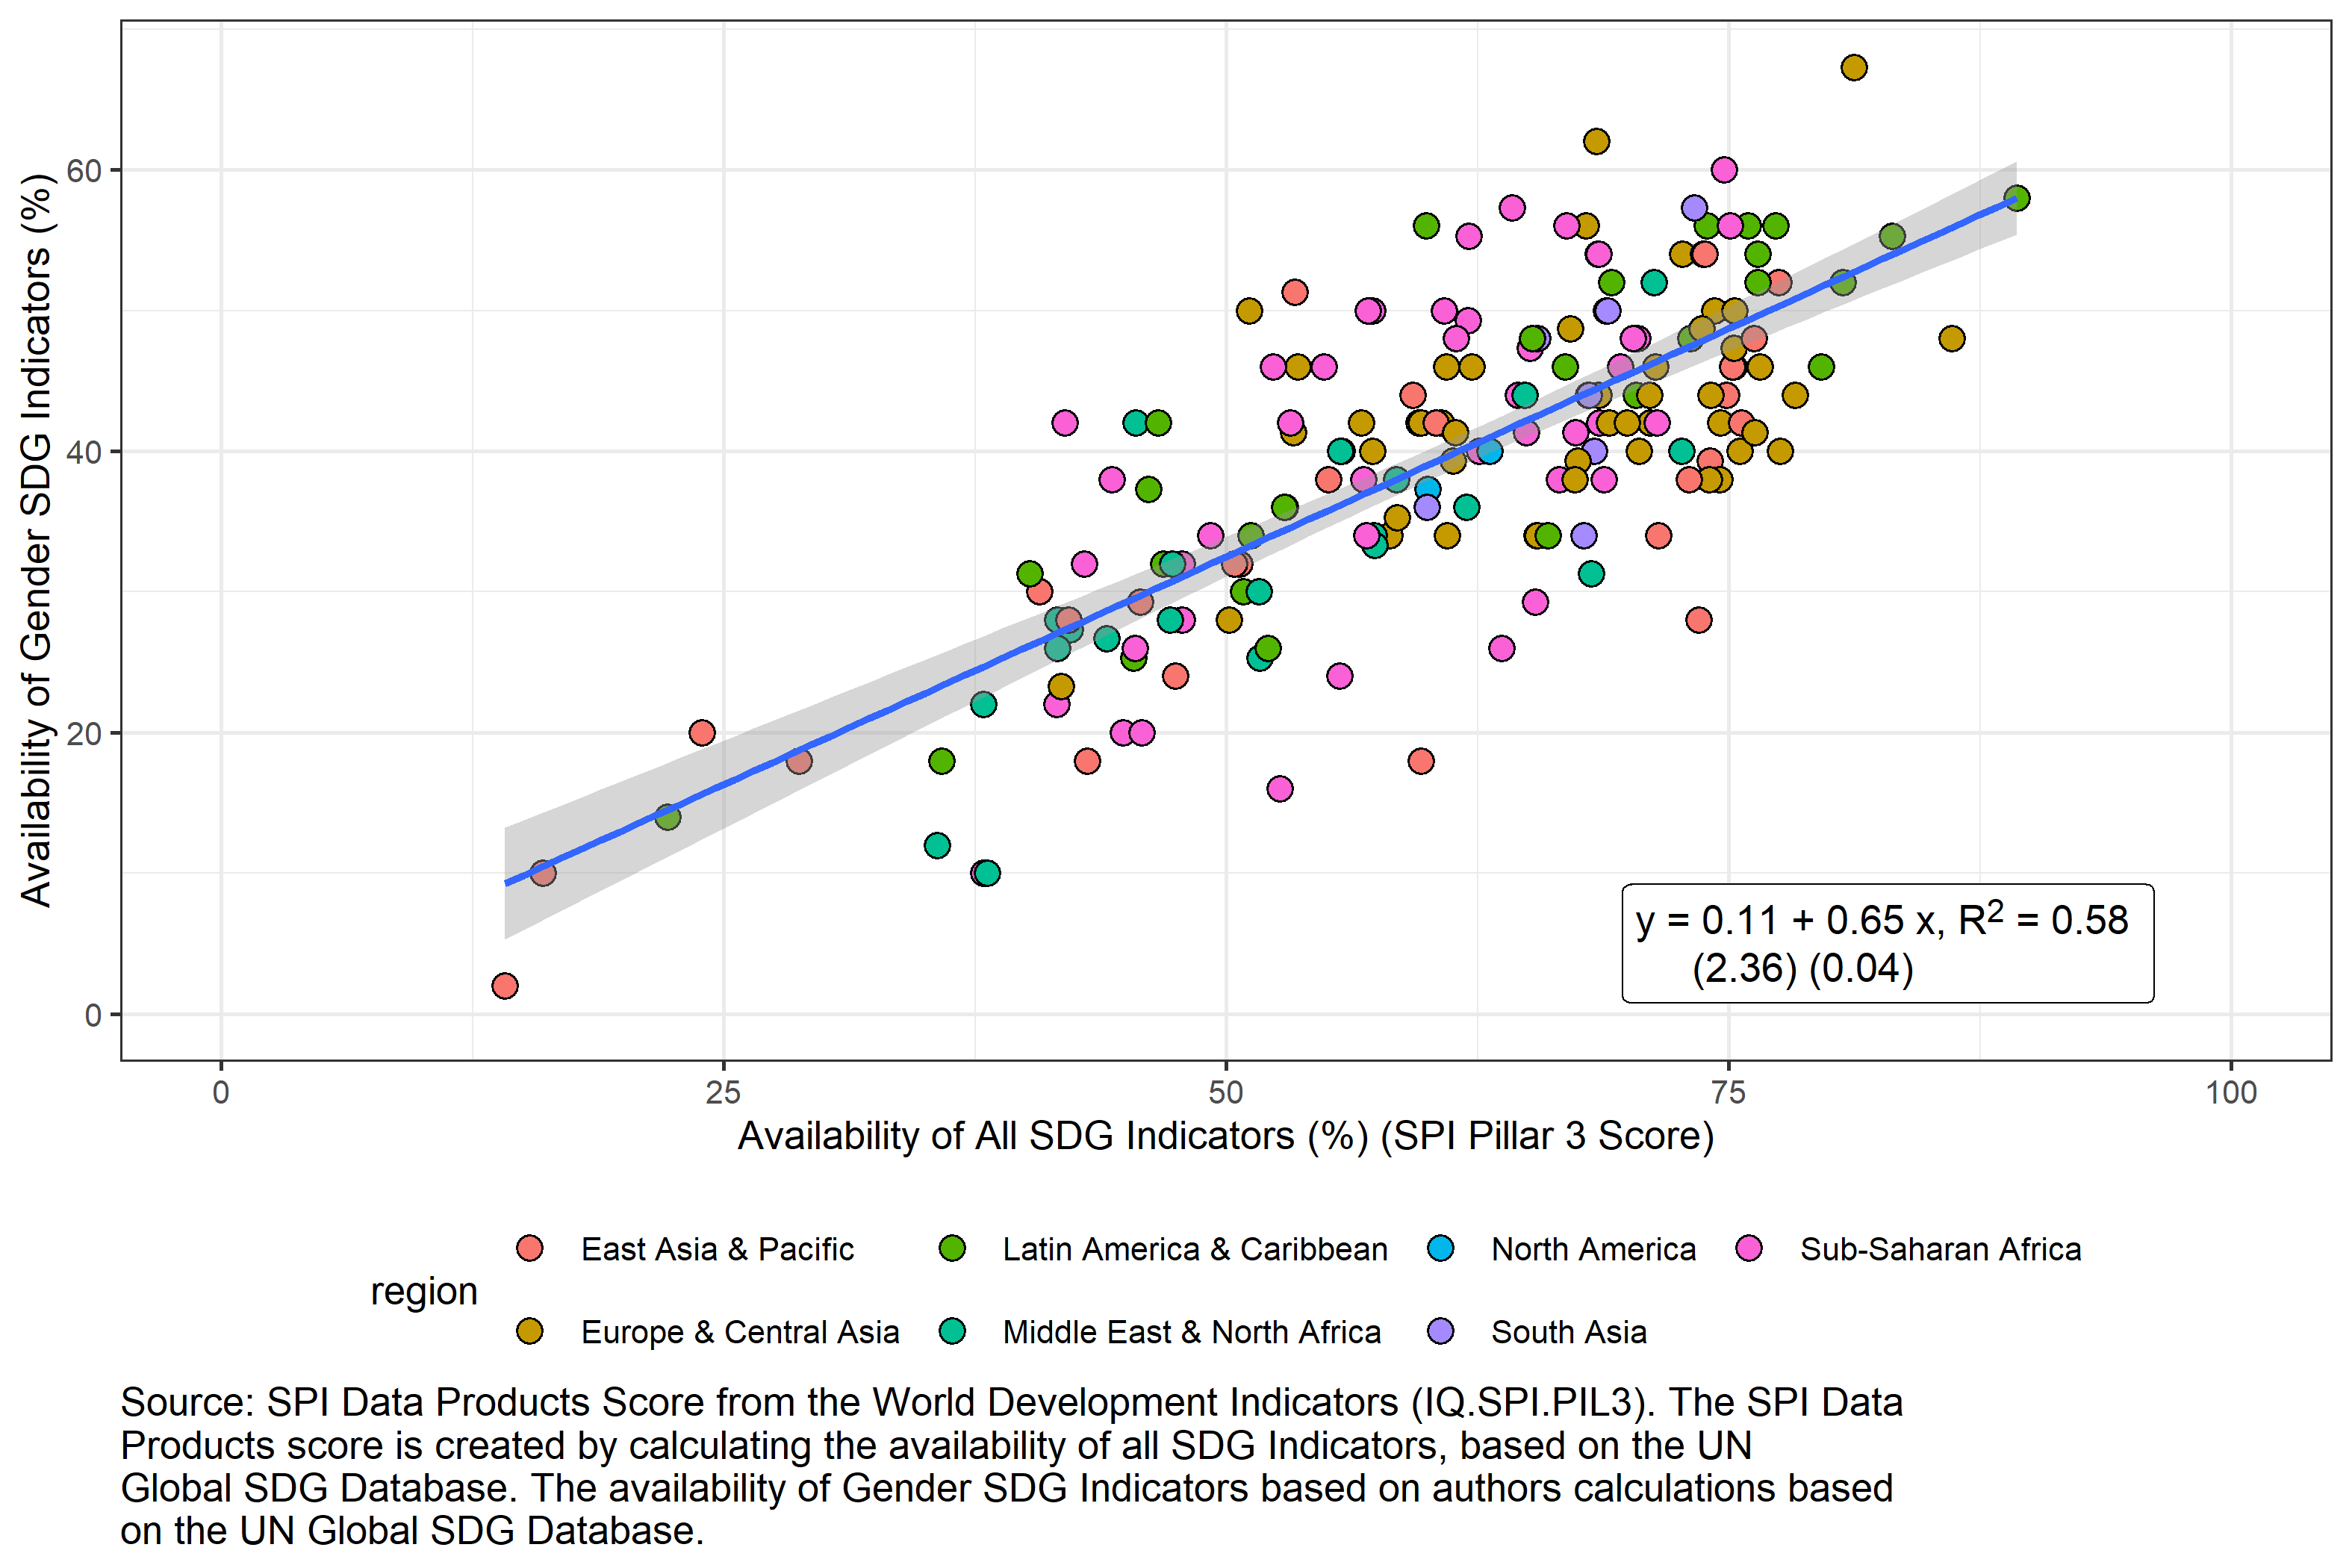 Availability of Gender SDG Indicators (%)
60
40
20
0
y = 0.11 + 0.65 x, R² = 0.58
(2.36) (0.04)
0 25 50 75 100
Availability of All SDG Indicators (%) (SPI Pillar 3 Score)
region
East Asia & Pacific
Latin America & Caribbean
North America
Sub-Saharan Africa
Europe & Central Asia
Middle East & North Africa
South Asia
Source: SPI Data Products Score from the World Development Indicators (IQ.SPI.PIL3). The SPI Data
Products score is created by calculating the availability of all SDG Indicators, based on the UN
Global SDG Database. The availability of Gender SDG Indicators based on authors calculations based
on the UN Global SDG Database.